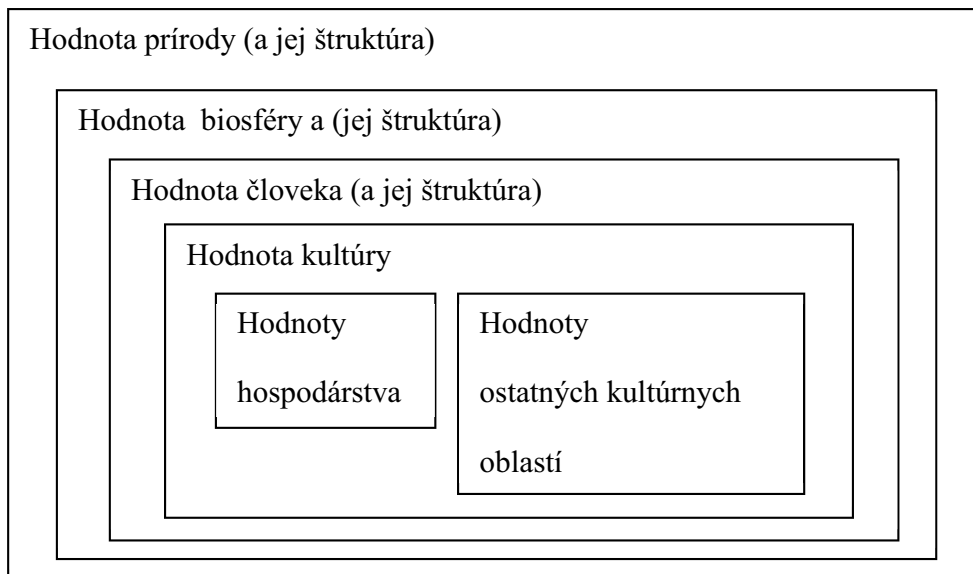 Hodnota prírody (a jej štruktúra)
Hodnota biosféry a (jej štruktúra)
Hodnota človeka (a jej štruktúra)
Hodnota kultúry
Hodnoty
hospodárstva
Hodnoty
ostatných kultúrnych
oblastí